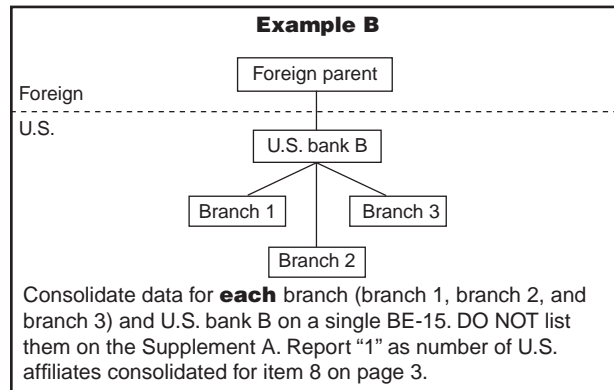 Example B
Foreign parent
Foreign
U.S.
U.S. bank B
Branch 1
Branch 3
Branch 2
Consolidate data for each branch (branch 1, branch 2, and
branch 3) and U.S. bank B on a single BE-15. DO NOT list
them on the Supplement A. Report “1” as number of U.S.
affiliates consolidated for item 8 on page 3.